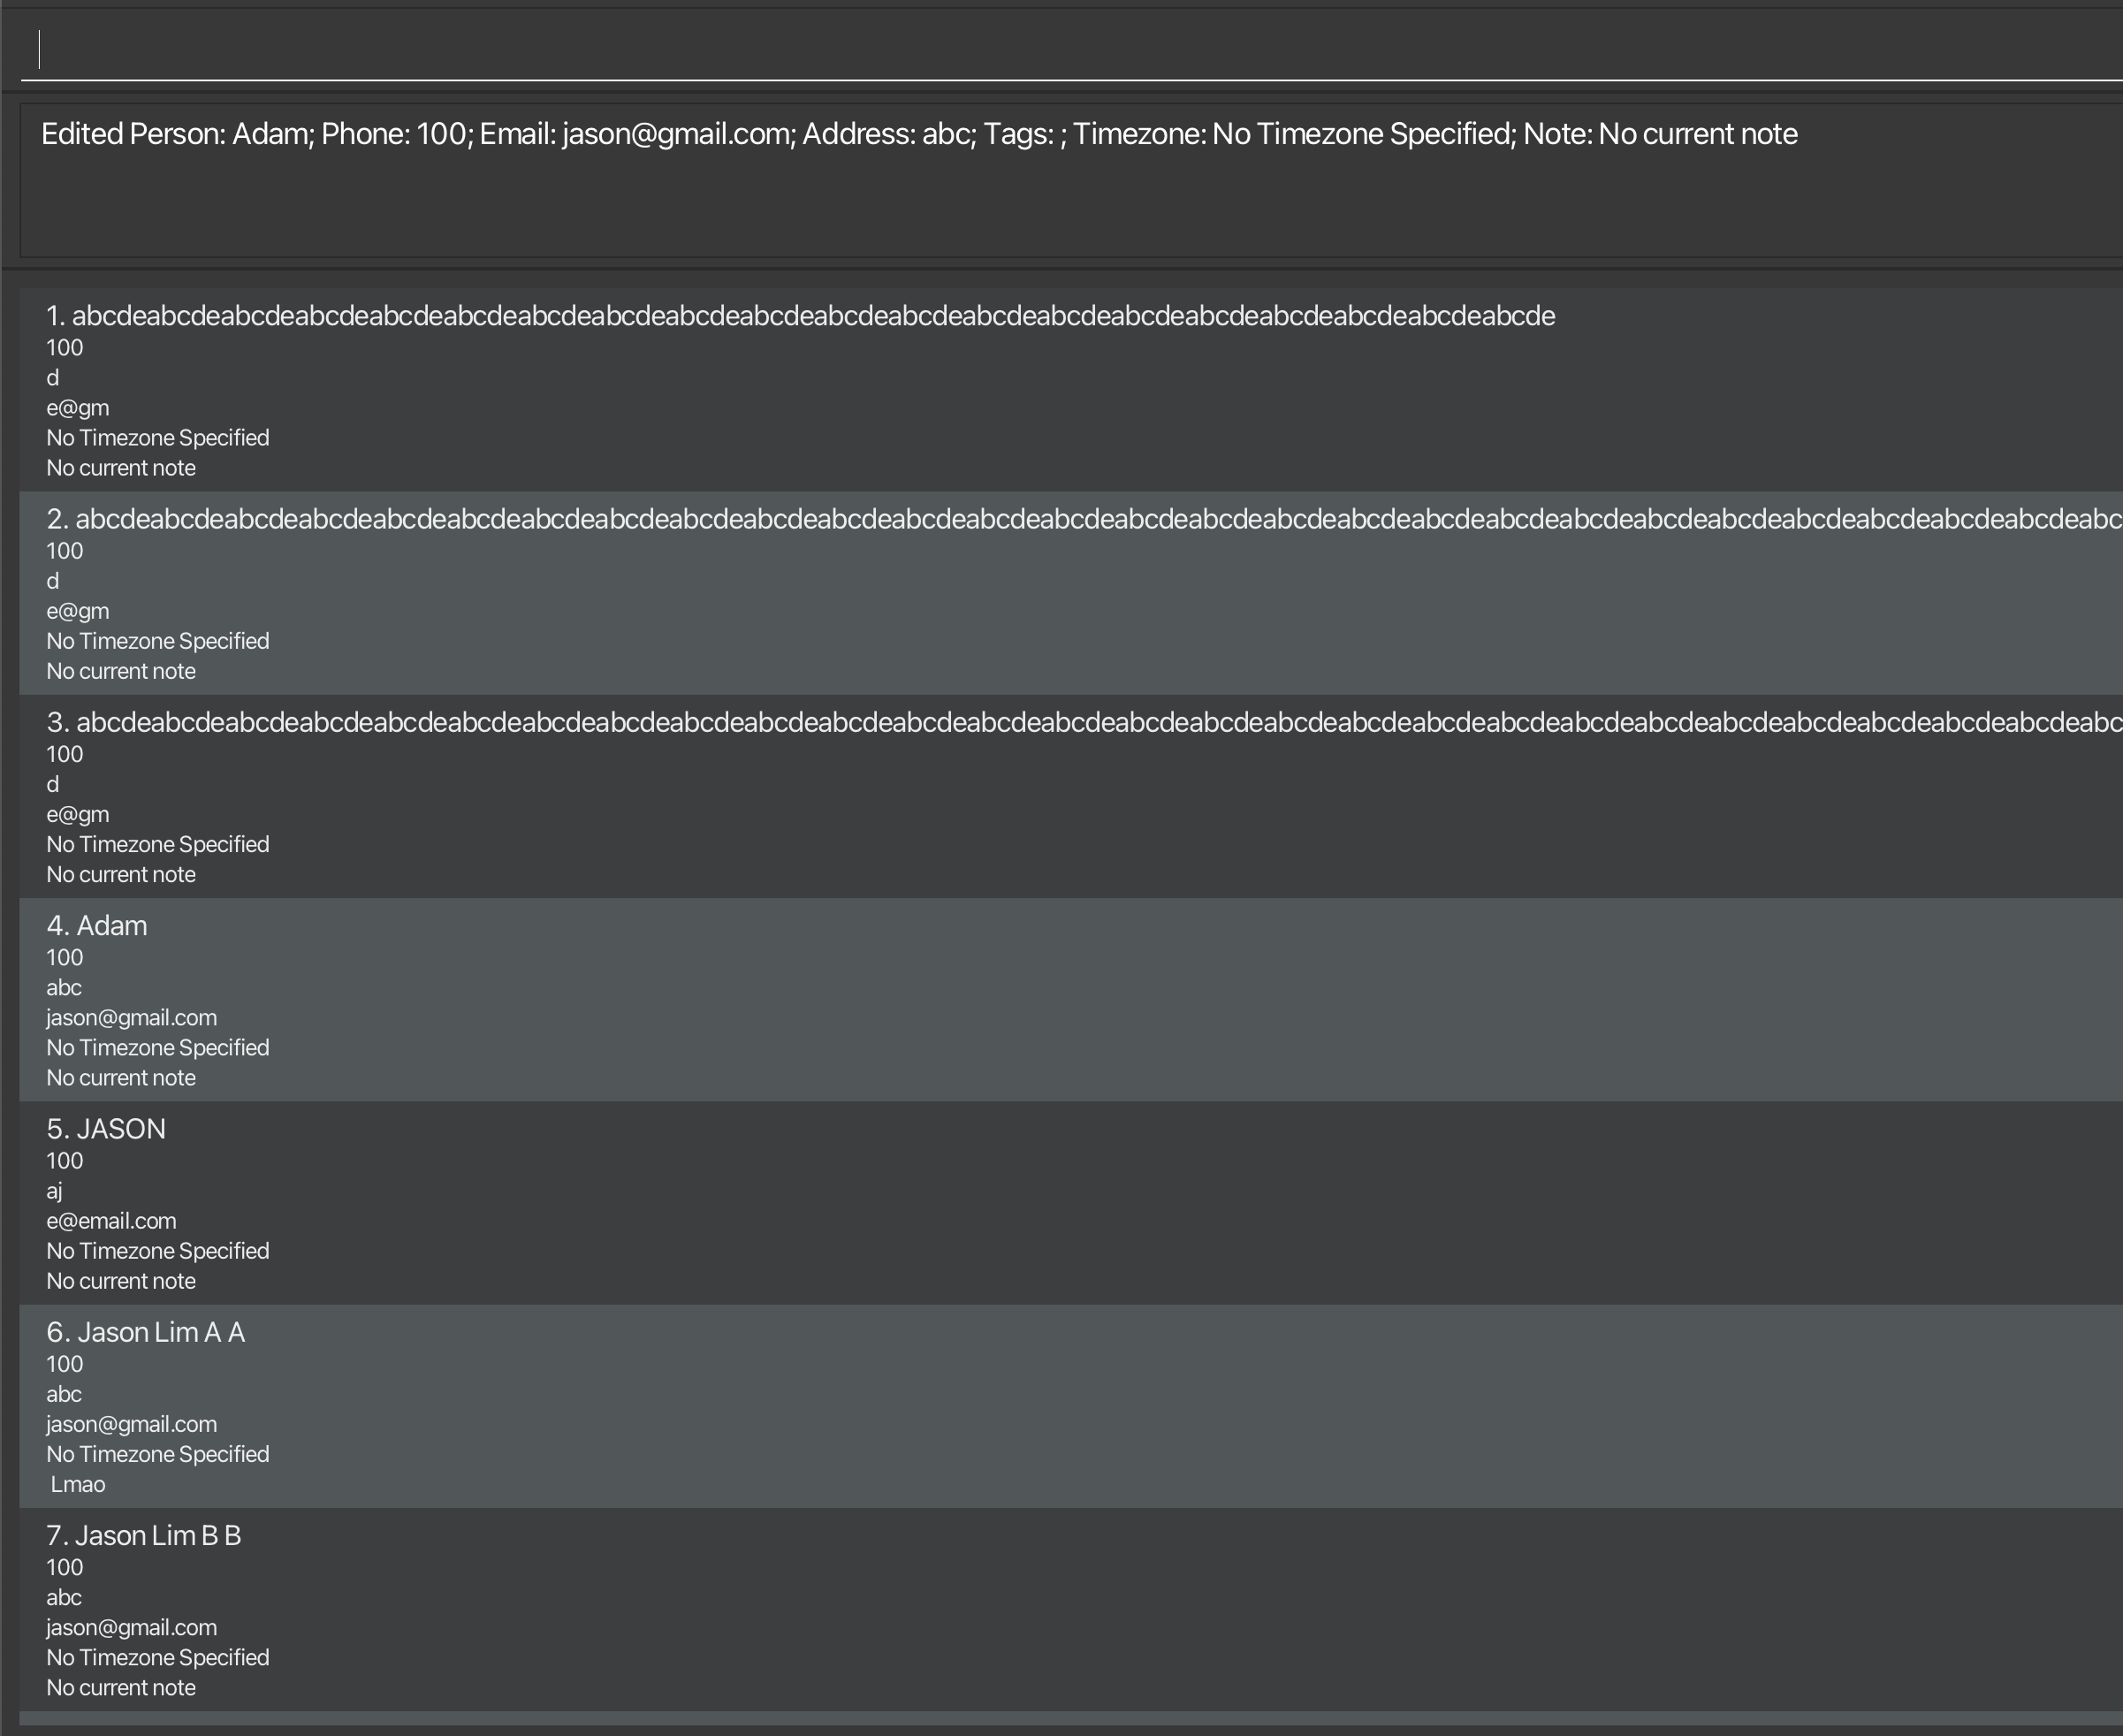 Edited Person: Adam; Phone: 100; Email: jason@gmail.com; Address: abc; Tags: ; Timezone: No Timezone Specified; Note: No current note
1. abcdeabcdeabcdeabcdeabcdeabcdeabcdeabcdeabcdeabcdeabcdeabcdeabcdeabcdeabcdeabcdeabcdeabcdeabcdeabcde
100
d
e@gm
No Timezone Specified
No current note
2. abcdeabcdeabcdeabcdeabcdeabcdeabcdeabcdeabcdeabcdeabcdeabcdeabcdeabcdeabcdeabcdeabcdeabcdeabcdeabcdeabcdeabcdeabcdeabcdeabcdeabcdeabcdeabc
100
d
e@gm
No Timezone Specified
No current note
3. abcdeabcdeabcdeabcdeabcdeabcdeabcdeabcdeabcdeabcdeabcdeabcdeabcdeabcdeabcdeabcdeabcdeabcdeabcdeabcdeabcdeabcdeabcdeabcdeabcdeabcdeabcdeabc
100
d
e@gm
No Timezone Specified
No current note
4. Adam
100
abc
jason@gmail.com
No Timezone Specified
No current note
5. JASON
100
aj
e@email.com
No Timezone Specified
No current note
6. Jason Lim A A
100
abc
jason@gmail.com
No Timezone Specified
Lmao
7. Jason Lim B B
100
abc
jason@gmail.com
No Timezone Specified
No current note